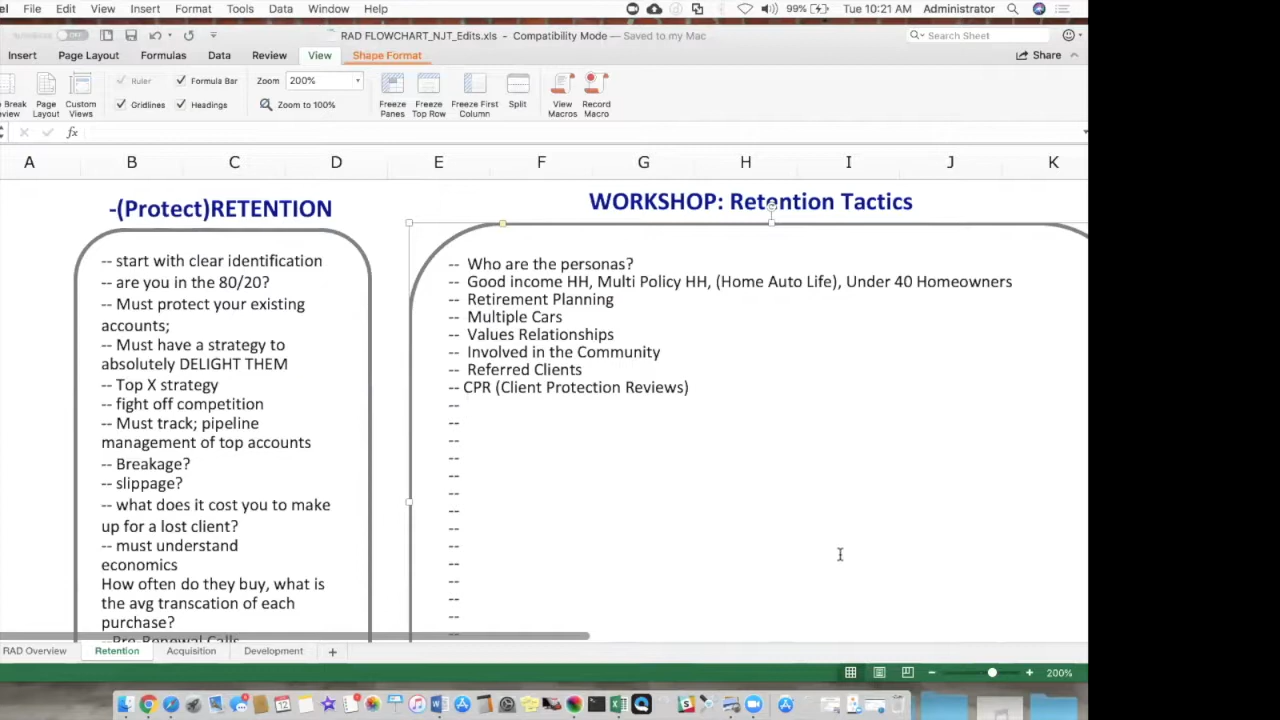 el File Edit View Insert Format Tools Data Window Help 99% Tue 10:21 AM Administrator
RAD FLOWCHART_NJT_Edits.xls - Compatibility Mode — Saved to my Mac
Search Sheet
Insert Page Layout Formulas Data Review View Shape Format Share
Ruler Formula Bar Zoom 200%
Gridlines Headings Zoom to 100%
Break
view
Page
Layout
Custom
Views
Freeze
Panes
Freeze
Top Row
Freeze First
Column
Split
View
Macros
Record
Macro
fx
A B C D E F G H I J K
-(Protect)RETENTION
-- start with clear identification
-- are you in the 80/20?
-- Must protect your existing
accounts;
-- Must have a strategy to
absolutely DELIGHT THEM
-- Top X strategy
-- fight off competition
-- Must track; pipeline
management of top accounts
-- Breakage?
-- slippage?
-- what does it cost you to make
up for a lost client?
-- must understand
economics
How often do they buy, what is
the avg transcation of each
purchase?
--Pre-Renewal Calls
WORKSHOP: Retention Tactics
-- Who are the personas?
-- Good income HH, Multi Policy HH, (Home Auto Life), Under 40 Homeowners
-- Retirement Planning
-- Multiple Cars
-- Values Relationships
-- Involved in the Community
-- Referred Clients
-- CPR (Client Protection Reviews)
--
--
--
--
--
--
--
--
--
--
--
--
--
--
RAD Overview Retention Acquisition Development +
200%